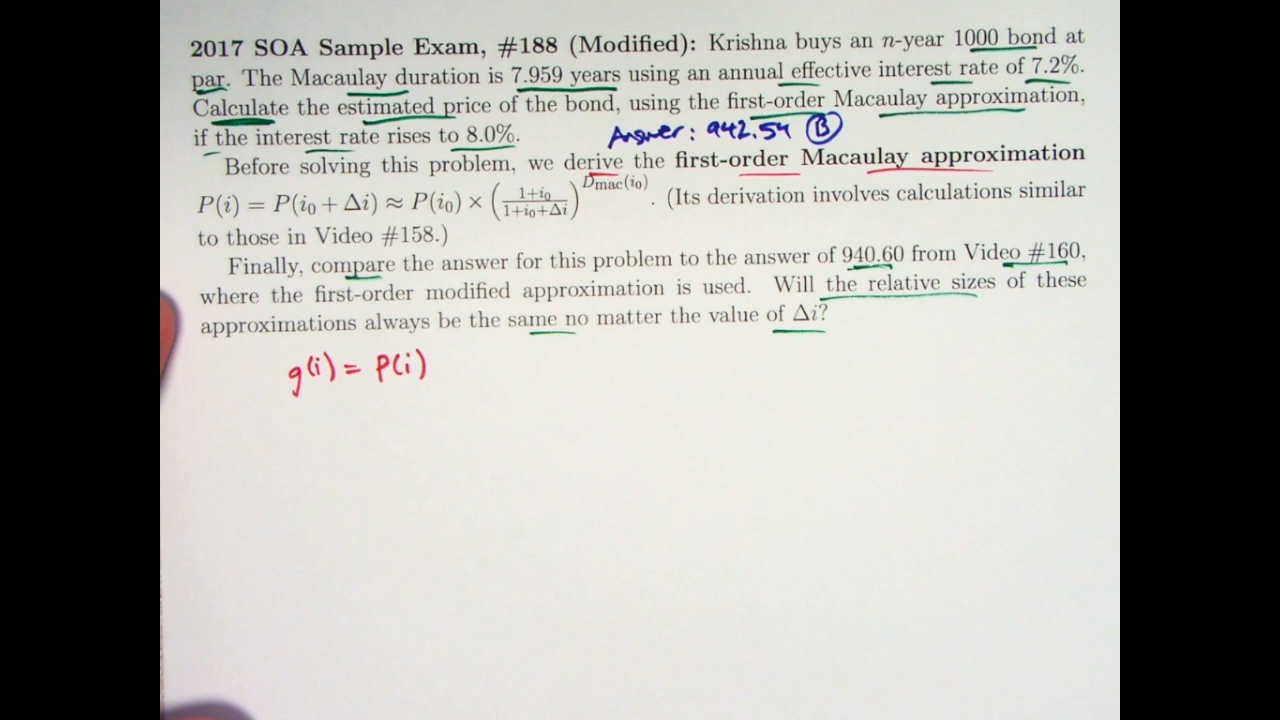 2017 SOA Sample Exam, #188 (Modified): Krishna buys an n-year 1000 bond at
par. The Macaulay duration is 7.959 years using an annual effective interest rate of 7.2%.
Calculate the estimated price of the bond, using the first-order Macaulay approximation,
if the interest rate rises to 8.0%. Answer: 942.54 (B)
Before solving this problem, we derive the first-order Macaulay approximation
P(i) = P(i₀ + Δi) ≈ P(i₀) × ((1+i₀)/(1+i₀+Δi))^{D_mac(i₀)}. (Its derivation involves calculations similar
to those in Video #158.)
Finally, compare the answer for this problem to the answer of 940.60 from Video #160,
where the first-order modified approximation is used. Will the relative sizes of these
approximations always be the same no matter the value of Δi?
g(i) = P(i)